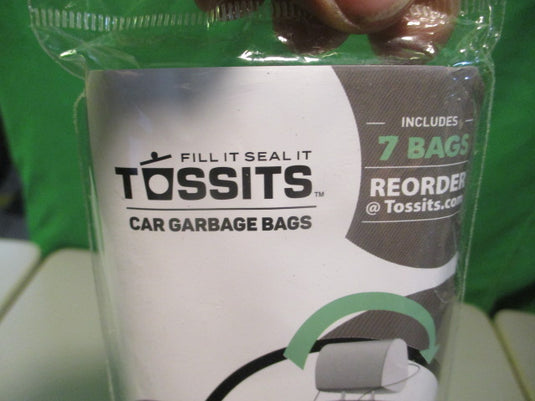 FILL IT SEAL IT
TOSSITS™
CAR GARBAGE BAGS
INCLUDES
7 BAGS
REORDER
@ Tossits.com